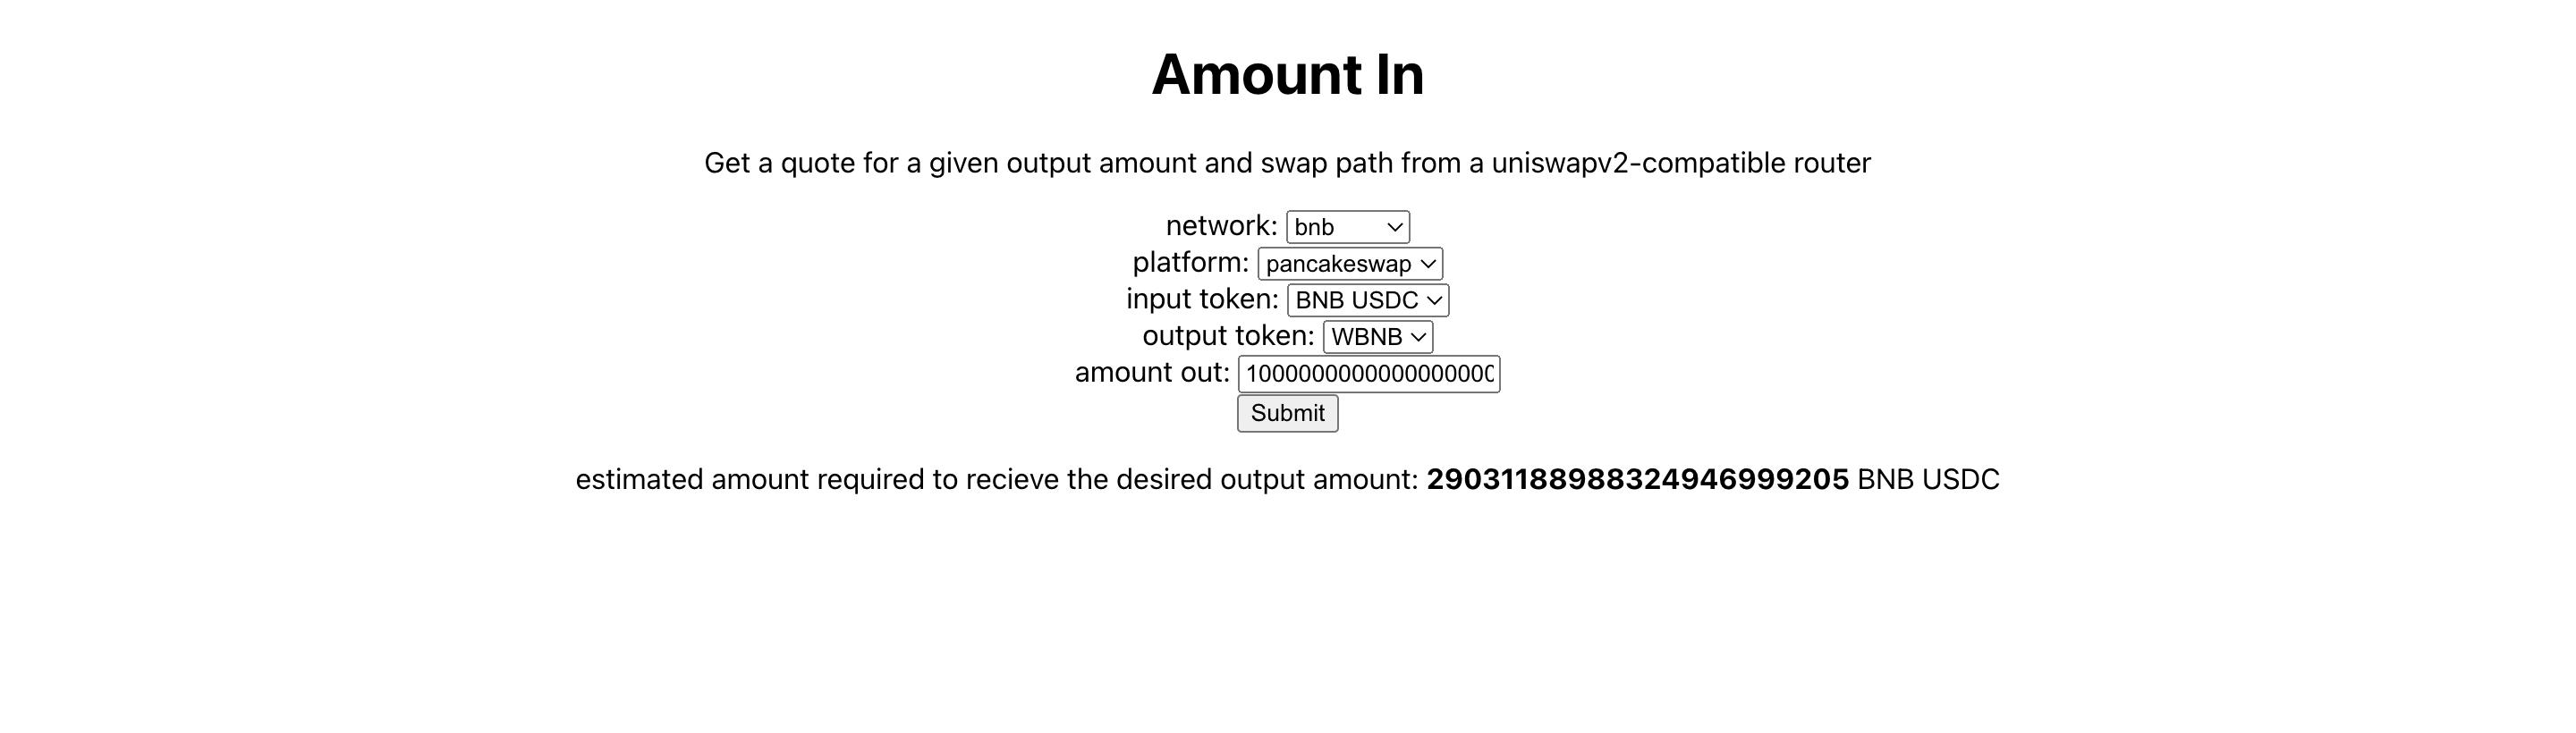 Amount In
Get a quote for a given output amount and swap path from a uniswapv2-compatible router
network: bnb
platform: pancakeswap
input token: BNB USDC
output token: WBNB
amount out: 1000000000000000000
Submit
estimated amount required to recieve the desired output amount: 29031188988324946999205 BNB USDC